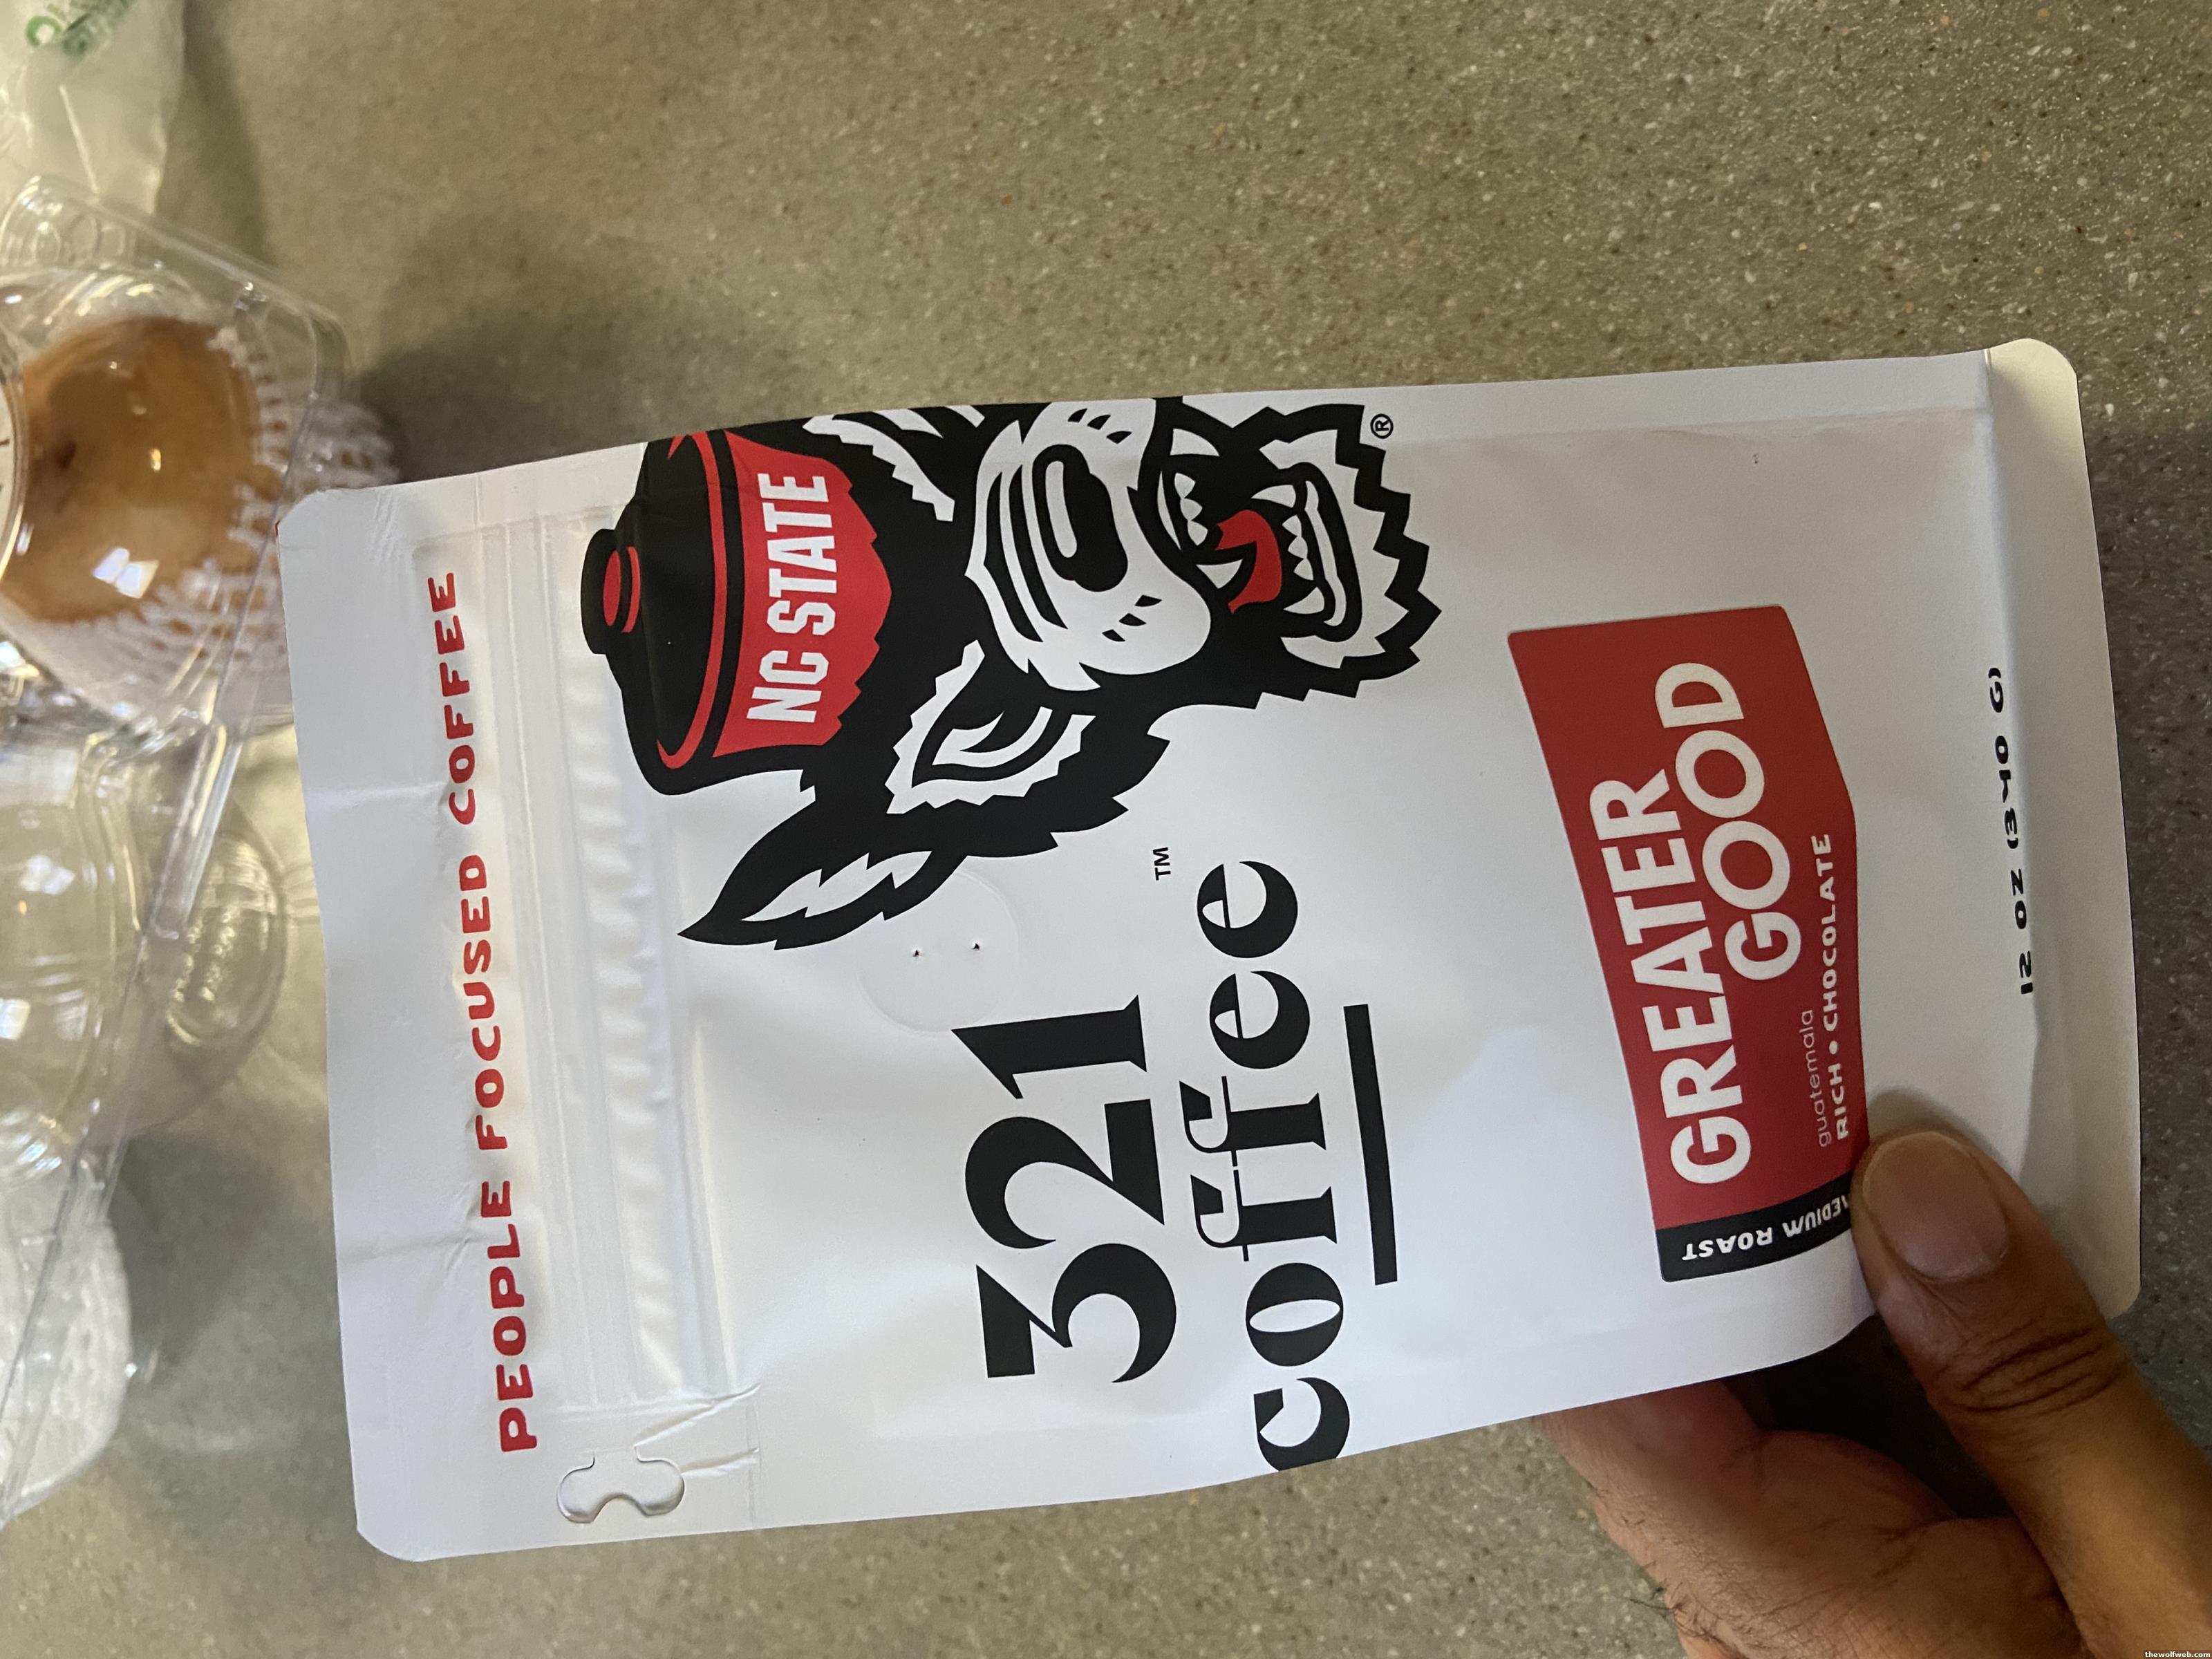 PEOPLE FOCUSED COFFEE
NC STATE
®
321
coffee
TM
GREATER
GOOD
guatemala
RICH • CHOCOLATE
MEDIUM ROAST
12 OZ (340 G)
thewolfweb.com